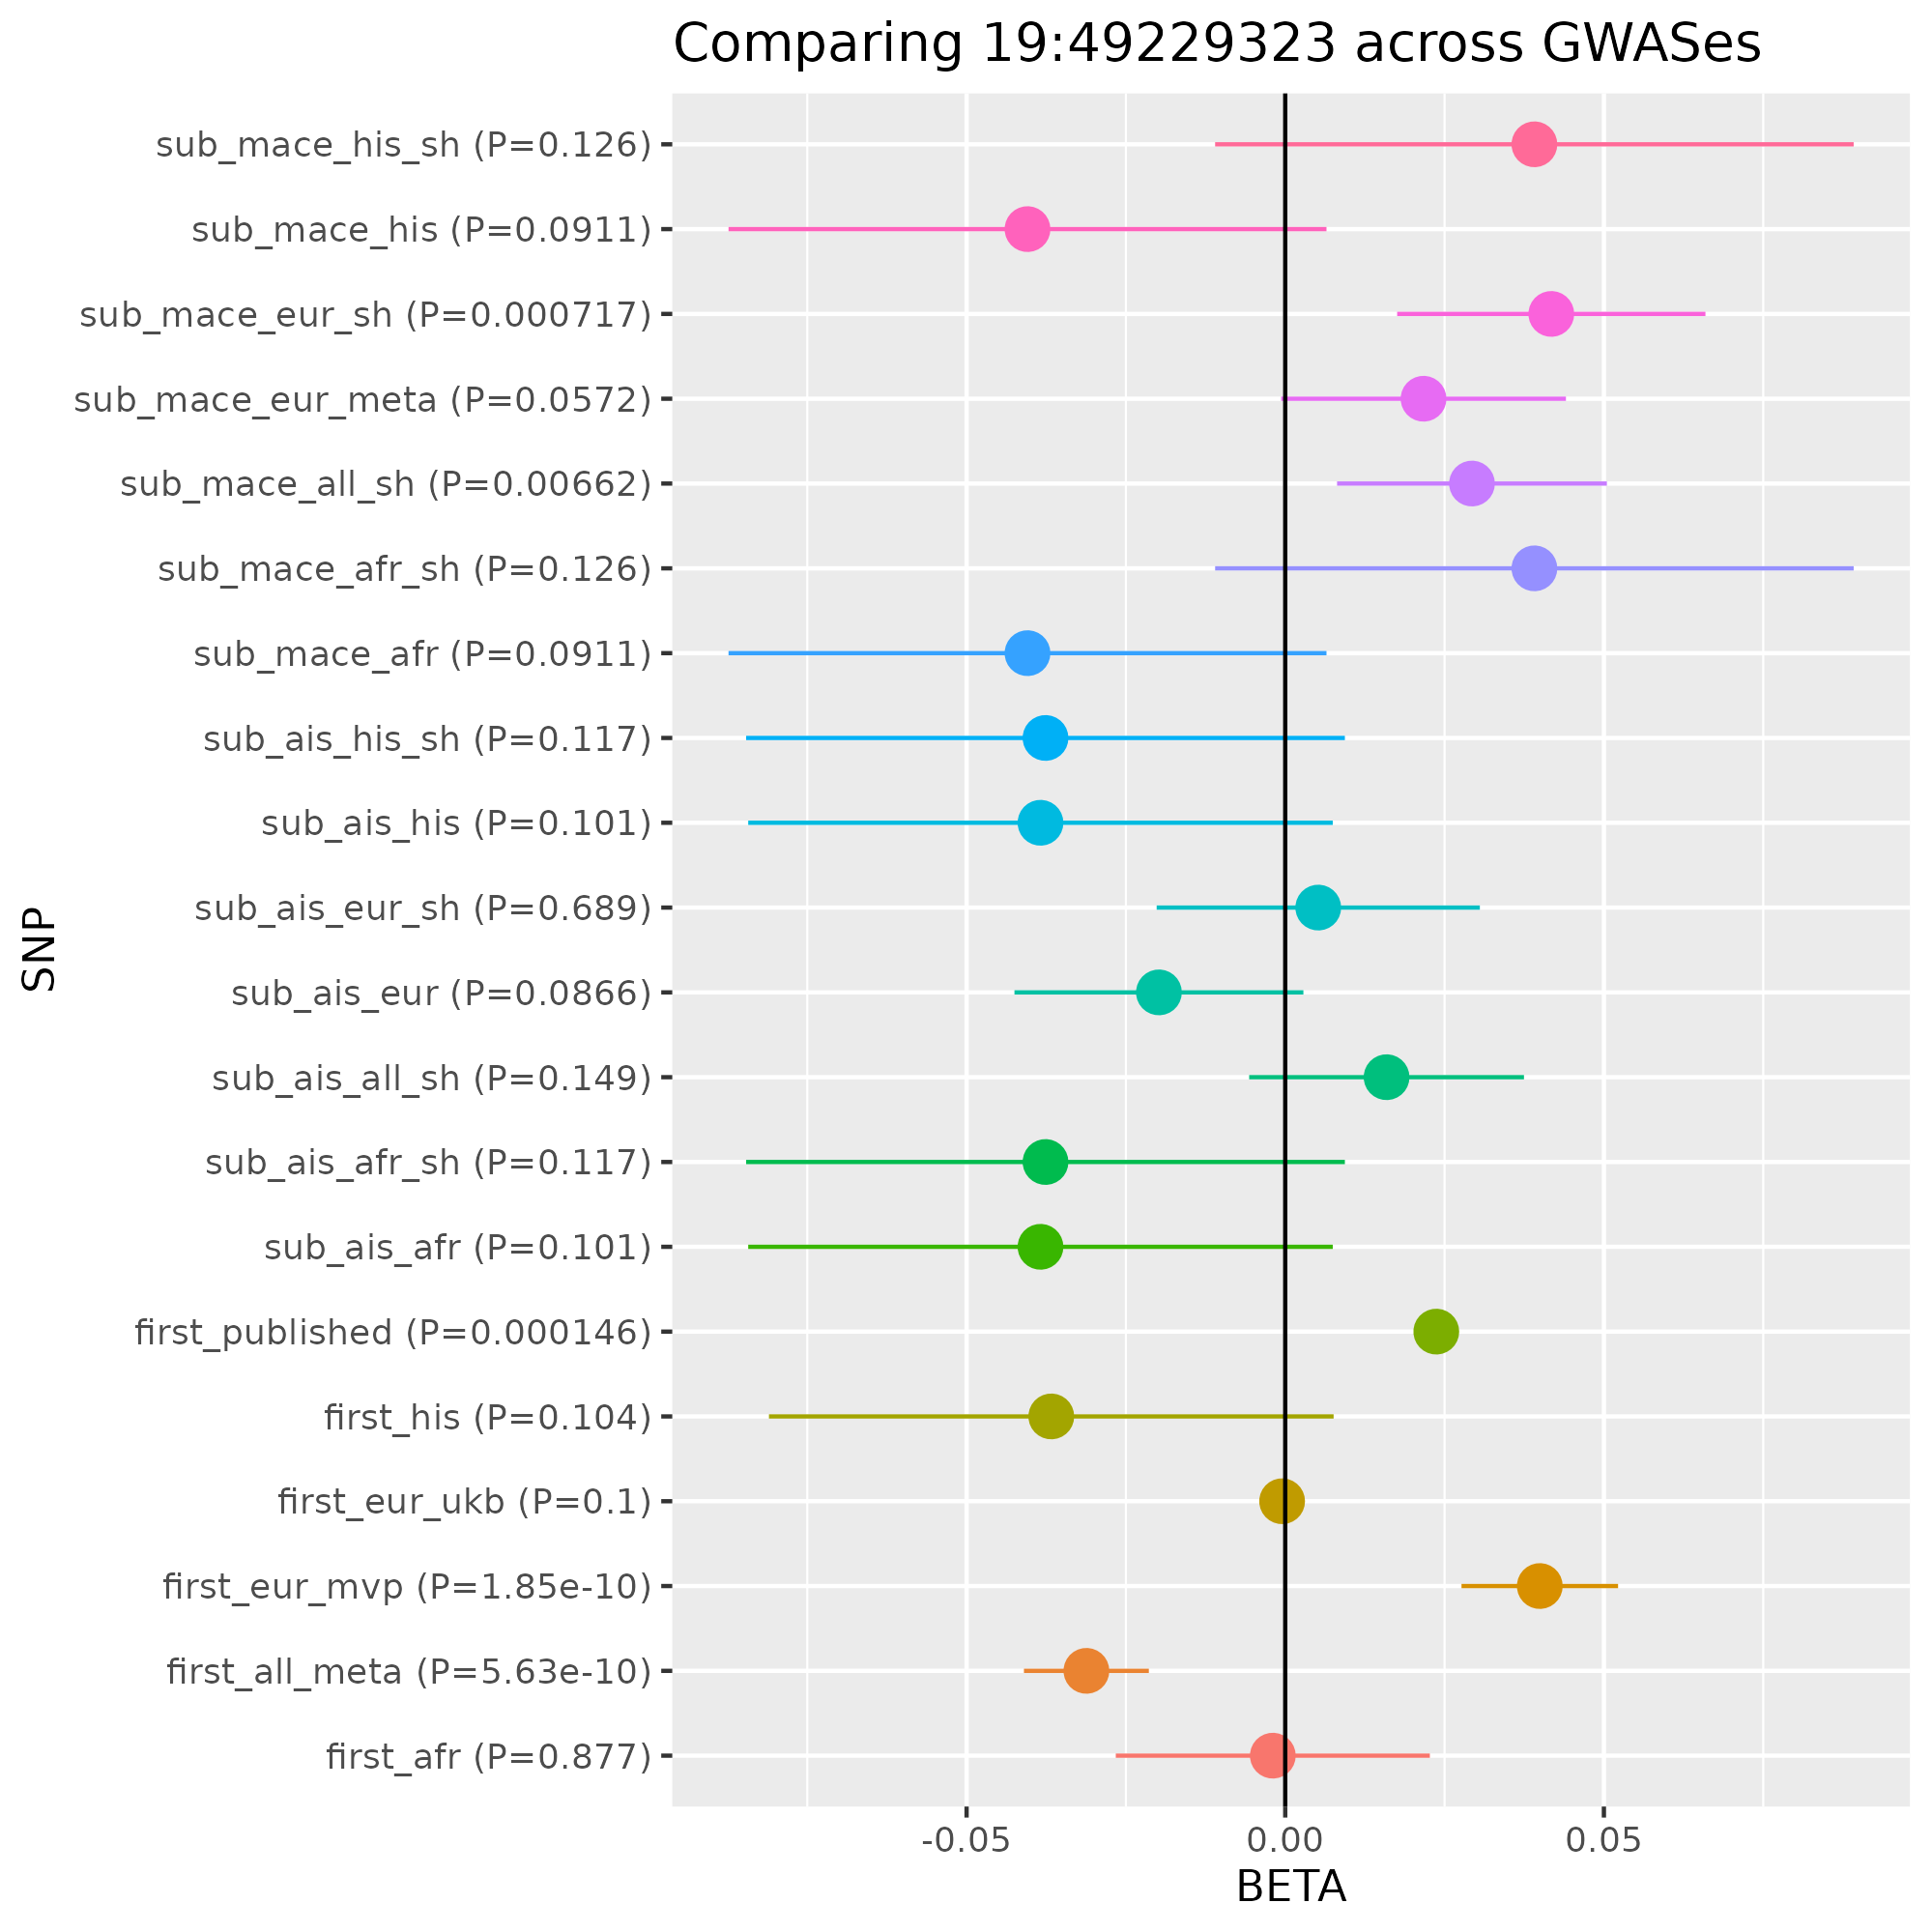 Comparing 19:49229323 across GWASes
sub_mace_his_sh (P=0.126)
sub_mace_his (P=0.0911)
sub_mace_eur_sh (P=0.000717)
sub_mace_eur_meta (P=0.0572)
sub_mace_all_sh (P=0.00662)
sub_mace_afr_sh (P=0.126)
sub_mace_afr (P=0.0911)
sub_ais_his_sh (P=0.117)
sub_ais_his (P=0.101)
sub_ais_eur_sh (P=0.689)
sub_ais_eur (P=0.0866)
sub_ais_all_sh (P=0.149)
sub_ais_afr_sh (P=0.117)
sub_ais_afr (P=0.101)
first_published (P=0.000146)
first_his (P=0.104)
first_eur_ukb (P=0.1)
first_eur_mvp (P=1.85e-10)
first_all_meta (P=5.63e-10)
first_afr (P=0.877)
SNP
-0.05 0.00 0.05
BETA